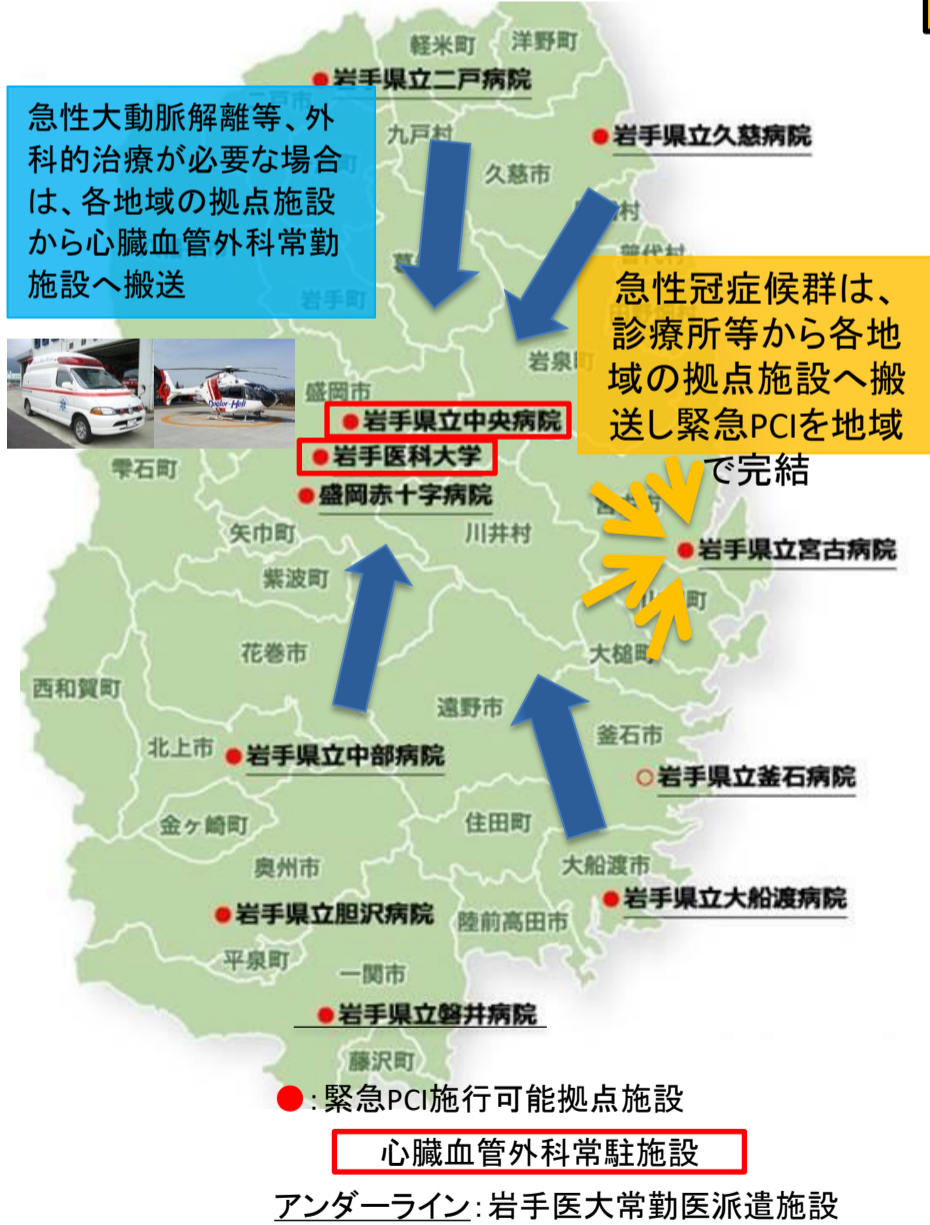 軽米町
洋野町
岩手県立二戸病院
急性大動脈解離等、外
科的治療が必要な場合
は、各地域の拠点施設
から心臓血管外科常勤
施設へ搬送
九戸村
岩手県立久慈病院
久慈市
村
普代村
岩手町
急性冠症候群は、
診療所等から各地
域の拠点施設へ搬
送し緊急PCIを地域
で完結
岩泉町
盛岡市
岩手県立中央病院
岩手医科大学
盛岡赤十字病院
雫石町
矢巾町
川井村
宮古市
岩手県立宮古病院
紫波町
町
花巻市
大槌町
西和賀町
遠野市
釜石市
北上市
岩手県立中部病院
岩手県立釜石病院
金ヶ崎町
住田町
奥州市
大船渡市
岩手県立大船渡病院
岩手県立胆沢病院
陸前高田市
平泉町
一関市
岩手県立磐井病院
藤沢町
●:緊急PCI施行可能拠点施設
心臓血管外科常駐施設
アンダーライン:岩手医大常勤医派遣施設